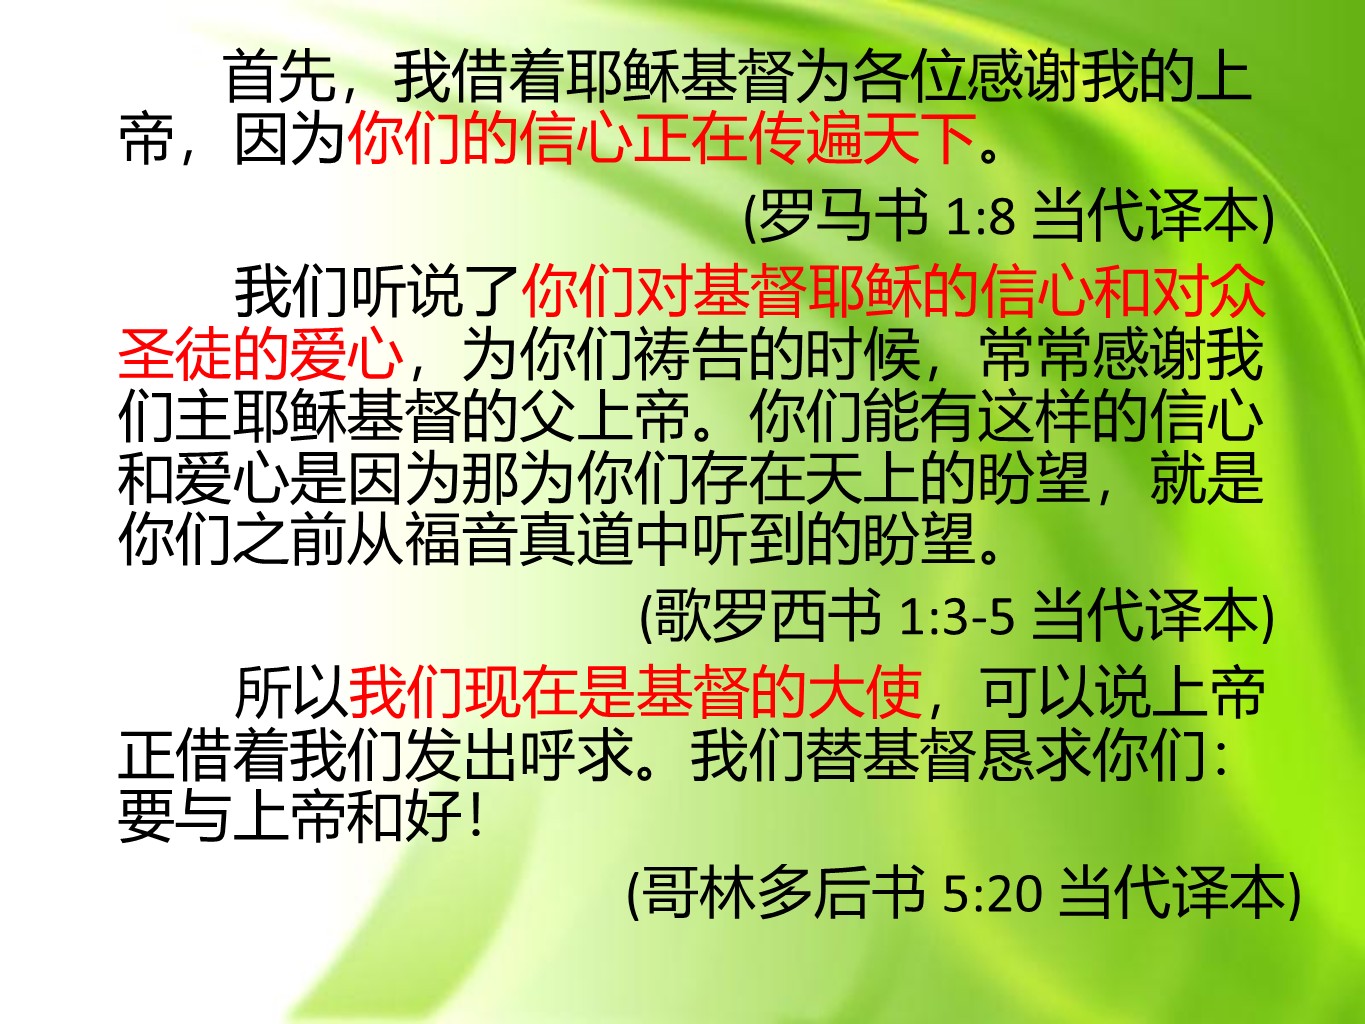 首先，我借着耶稣基督为各位感谢我的上
帝，因为你们的信心正在传遍天下。
(罗马书 1:8 当代译本)
我们听说了你们对基督耶稣的信心和对众
圣徒的爱心，为你们祷告的时候，常常感谢我
们主耶稣基督的父上帝。你们能有这样的信心
和爱心是因为那为你们存在天上的盼望，就是
你们之前从福音真道中听到的盼望。
(歌罗西书 1:3-5 当代译本)
所以我们现在是基督的大使，可以说上帝
正借着我们发出呼求。我们替基督恳求你们：
要与上帝和好！
(哥林多后书 5:20 当代译本)